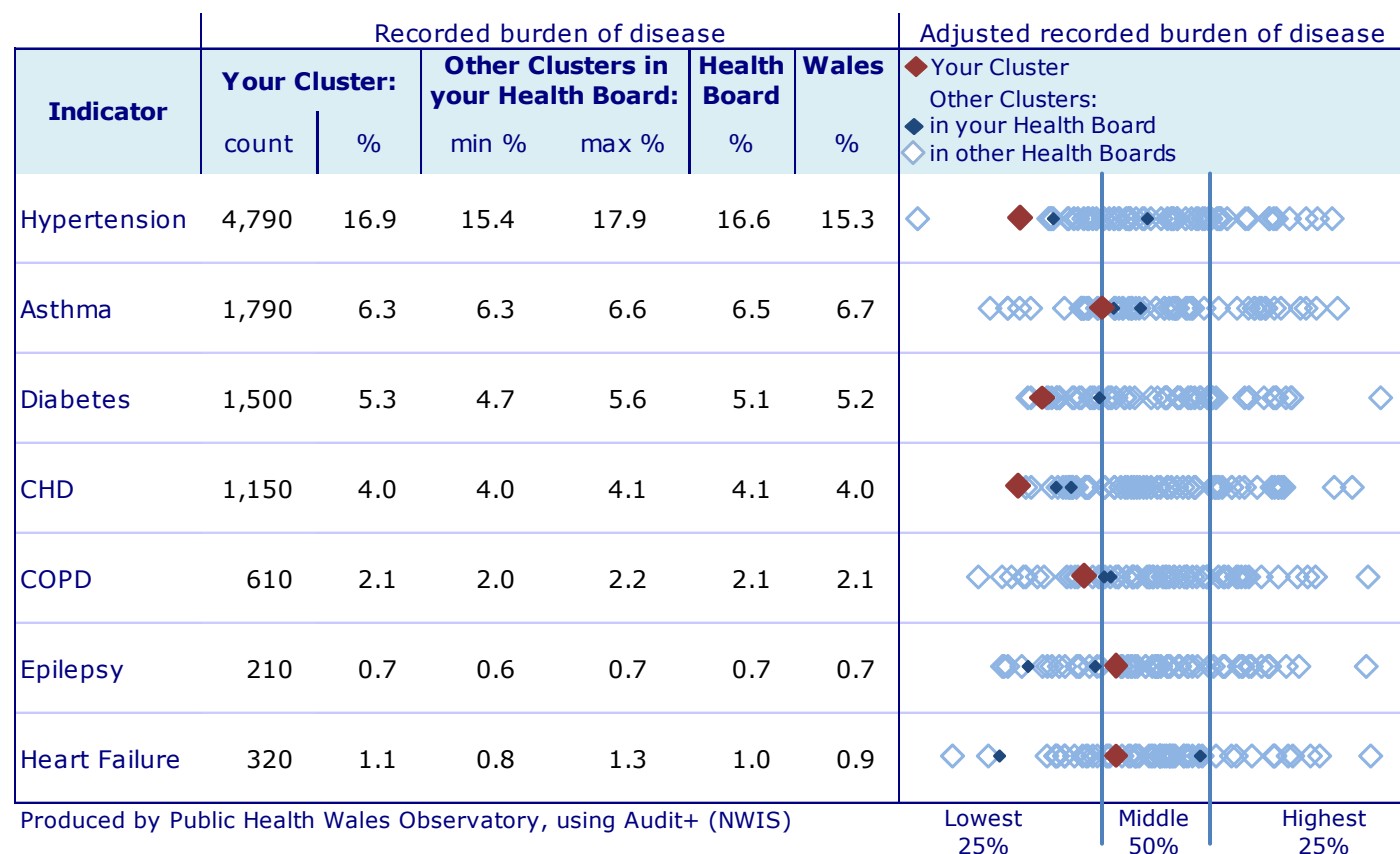 Recorded burden of disease Adjusted recorded burden of disease
Indicator Your Cluster: Other Clusters in your Health Board: Health Board Wales
count % min % max % % %
Your Cluster
Other Clusters:
in your Health Board
in other Health Boards
Hypertension 4,790 16.9 15.4 17.9 16.6 15.3
Asthma 1,790 6.3 6.3 6.6 6.5 6.7
Diabetes 1,500 5.3 4.7 5.6 5.1 5.2
CHD 1,150 4.0 4.0 4.1 4.1 4.0
COPD 610 2.1 2.0 2.2 2.1 2.1
Epilepsy 210 0.7 0.6 0.7 0.7 0.7
Heart Failure 320 1.1 0.8 1.3 1.0 0.9
Produced by Public Health Wales Observatory, using Audit+ (NWIS)
Lowest 25% Middle 50% Highest 25%